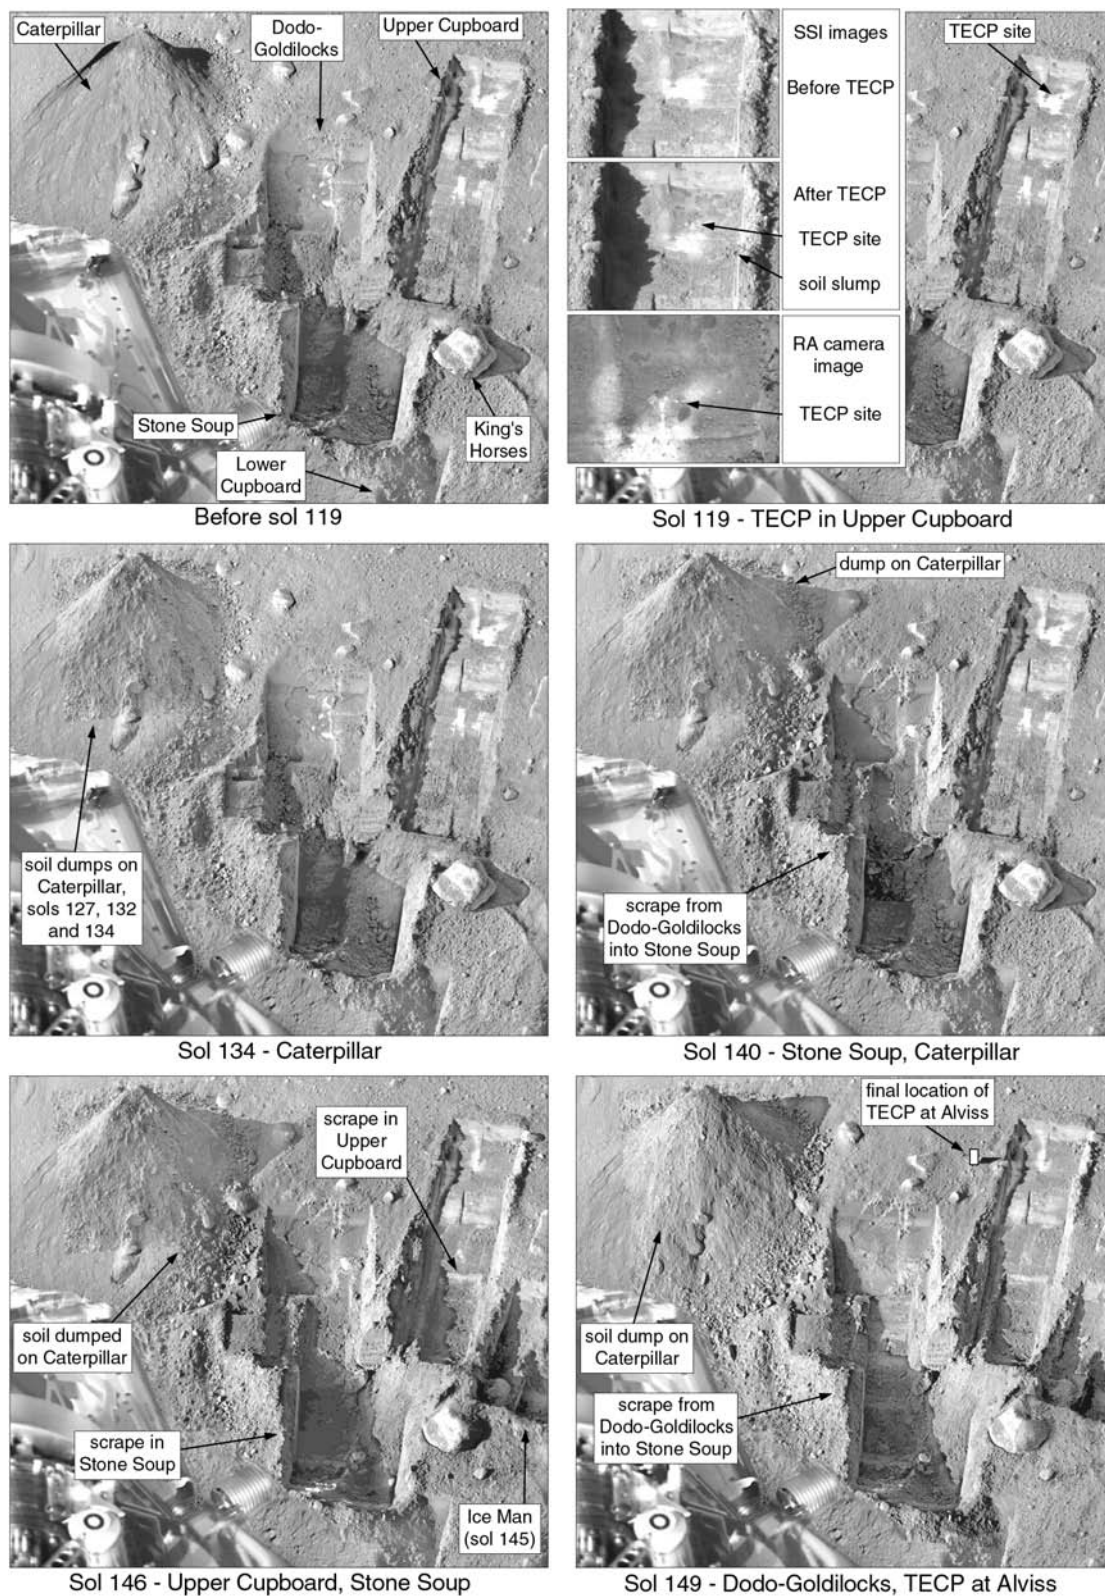 Caterpillar
Dodo-
Goldilocks
Upper Cupboard
Stone Soup
Lower
Cupboard
King's
Horses
Before sol 119
SSI images
Before TECP
After TECP
TECP site
soil slump
RA camera
image
TECP site
TECP site
Sol 119 - TECP in Upper Cupboard
soil dumps on
Caterpillar,
sols 127, 132
and 134
Sol 134 - Caterpillar
dump on Caterpillar
scrape from
Dodo-Goldilocks
into Stone Soup
Sol 140 - Stone Soup, Caterpillar
scrape in
Upper
Cupboard
soil dumped
on Caterpillar
scrape in
Stone Soup
Ice Man
(sol 145)
Sol 146 - Upper Cupboard, Stone Soup
final location of
TECP at Alviss
soil dump on
Caterpillar
scrape from
Dodo-Goldilocks
into Stone Soup
Sol 149 - Dodo-Goldilocks, TECP at Alviss